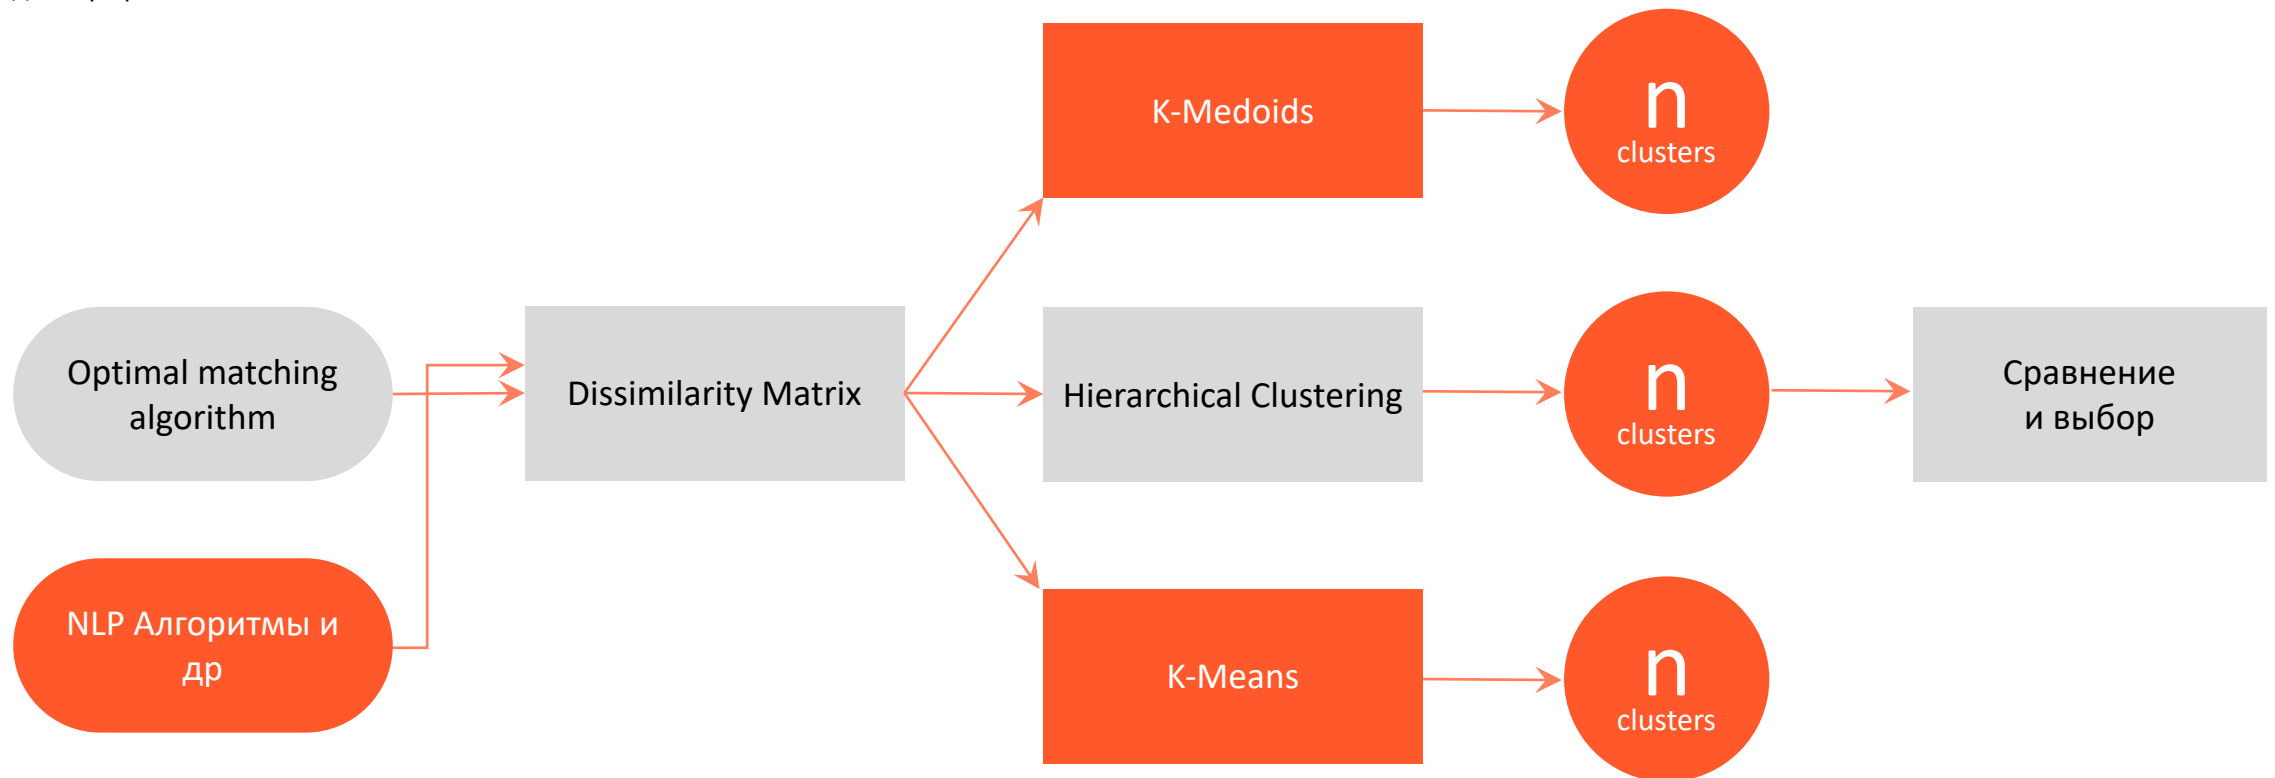 K-Medoids
n
clusters
Optimal matching
algorithm
Dissimilarity Matrix
Hierarchical Clustering
n
clusters
Сравнение
и выбор
NLP Алгоритмы и
др
K-Means
n
clusters